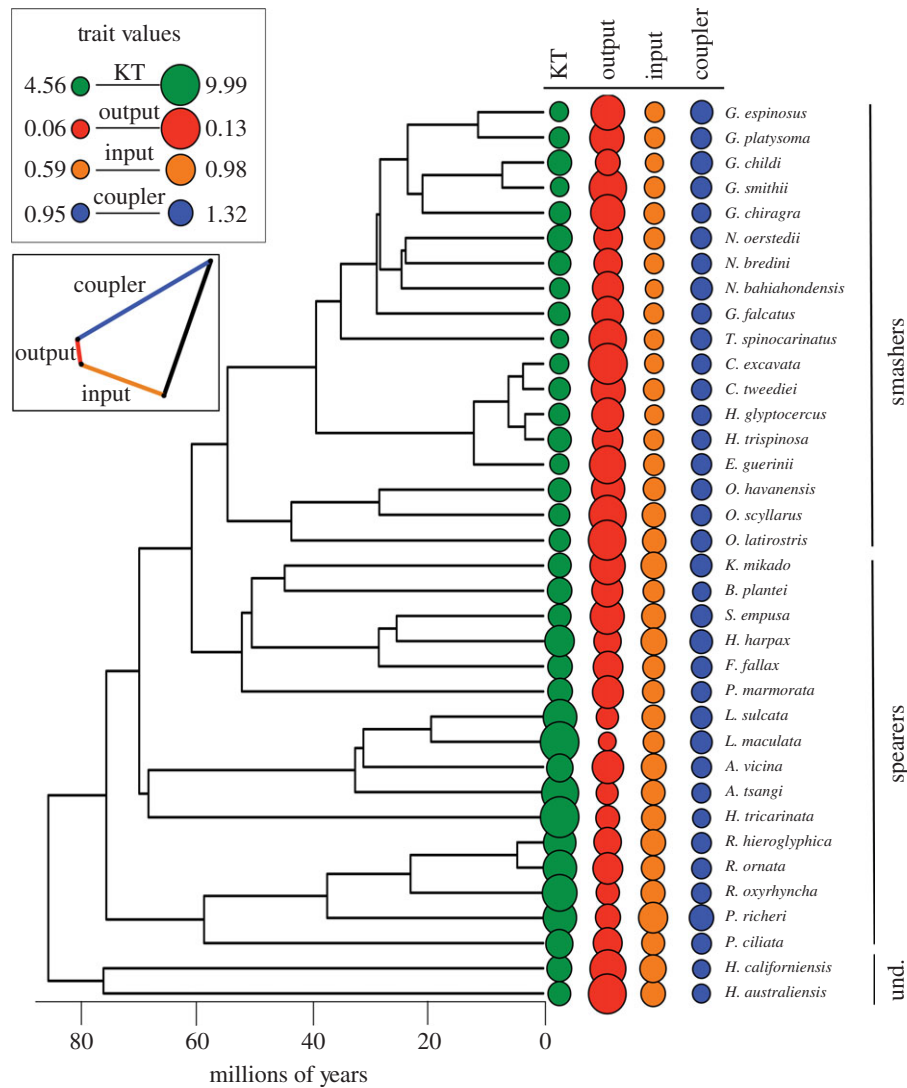 trait values
4.56 KT 9.99
0.06 output 0.13
0.59 input 0.98
0.95 coupler 1.32
coupler
output
input
KT output input coupler
G. espinosus
G. platysoma
G. childi
G. smithii
G. chiragra
N. oerstedii
N. bredini
N. bahiahondensis
G. falcatus
T. spinocarinatus
C. excavata
C. tweediei
H. glyptocercus
H. trispinosa
E. guerinii
O. havanensis
O. scyllarus
O. latirostris
smashers
K. mikado
B. plantei
S. empusa
H. harpax
F. fallax
P. marmorata
L. sulcata
L. maculata
A. vicina
A. tsangi
H. tricarinata
R. hieroglyphica
R. ornata
R. oxyrhyncha
P. richeri
P. ciliata
spearers
H. californiensis
H. australiensis
und.
80 60 40 20 0
millions of years